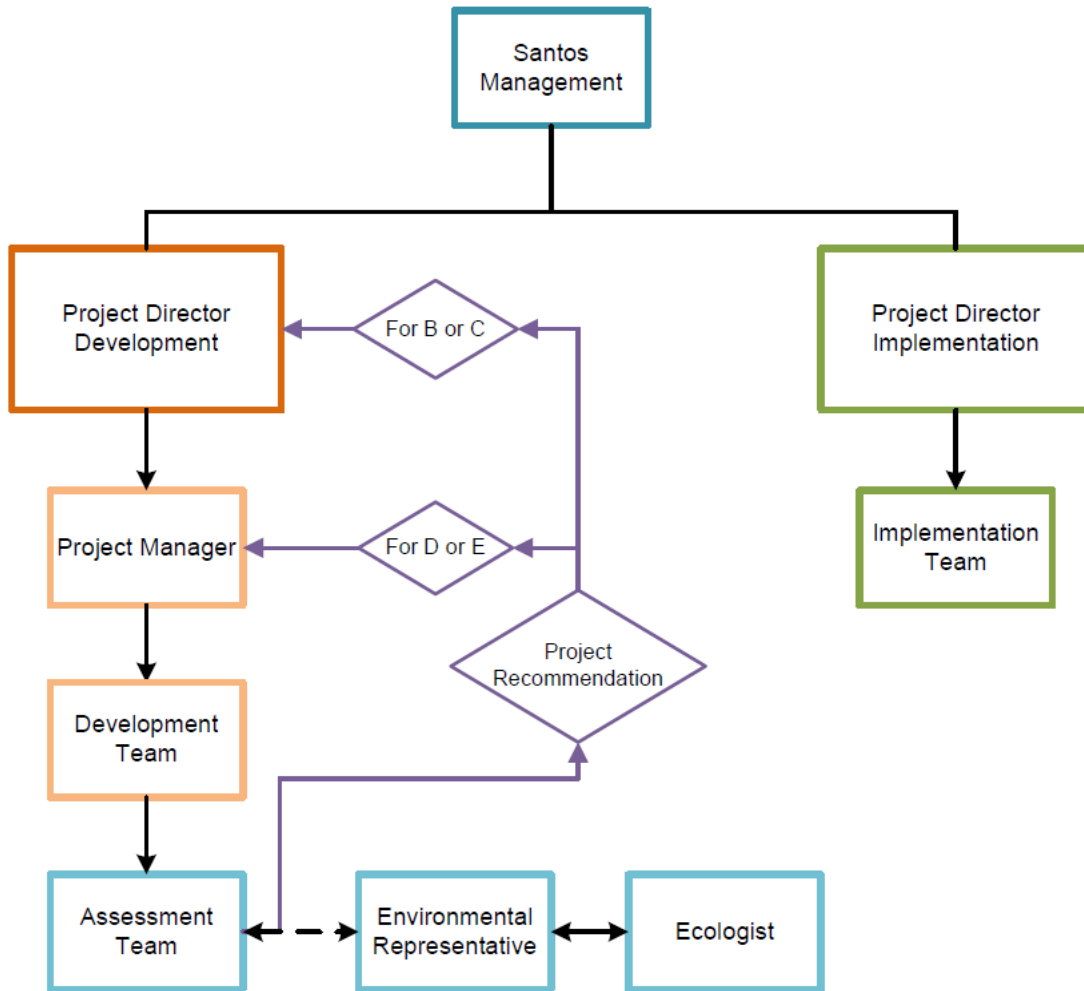 Santos
Management
Project Director
Development
For B or C
Project Director
Implementation
Project Manager
For D or E
Implementation
Team
Project
Recommendation
Development
Team
Assessment
Team
Environmental
Representative
Ecologist